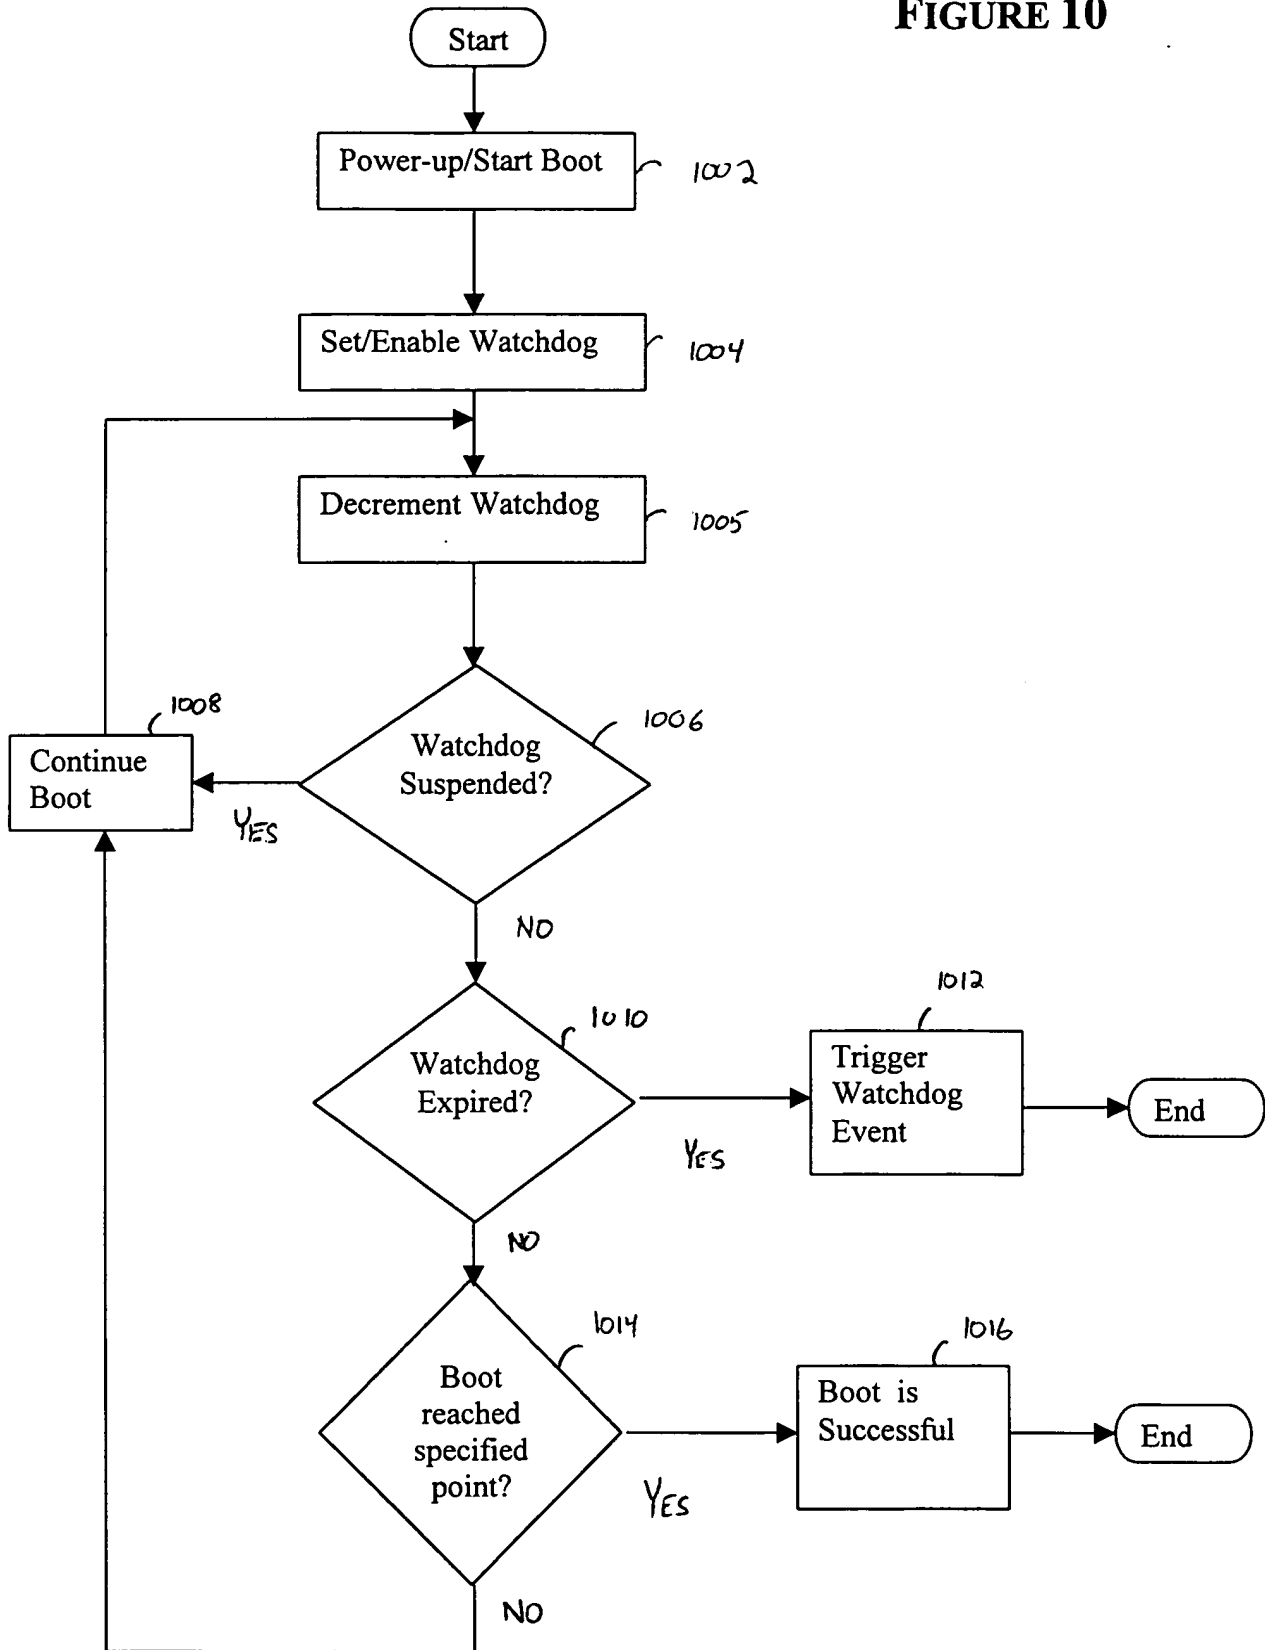 FIGURE 10
Start
Power-up/Start Boot
1002
Set/Enable Watchdog
1004
Decrement Watchdog
1005
1008
Continue
Boot
YES
Watchdog
Suspended?
1006
NO
Watchdog
Expired?
1010
YES
1012
Trigger
Watchdog
Event
End
NO
Boot
reached
specified
point?
1014
YES
1016
Boot is
Successful
End
NO